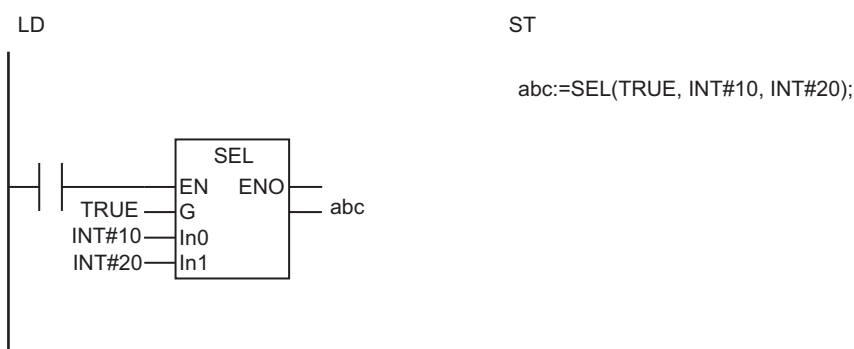 LD
ST
abc:=SEL(TRUE, INT#10, INT#20);
SEL
EN ENO
TRUE G abc
INT#10 In0
INT#20 In1